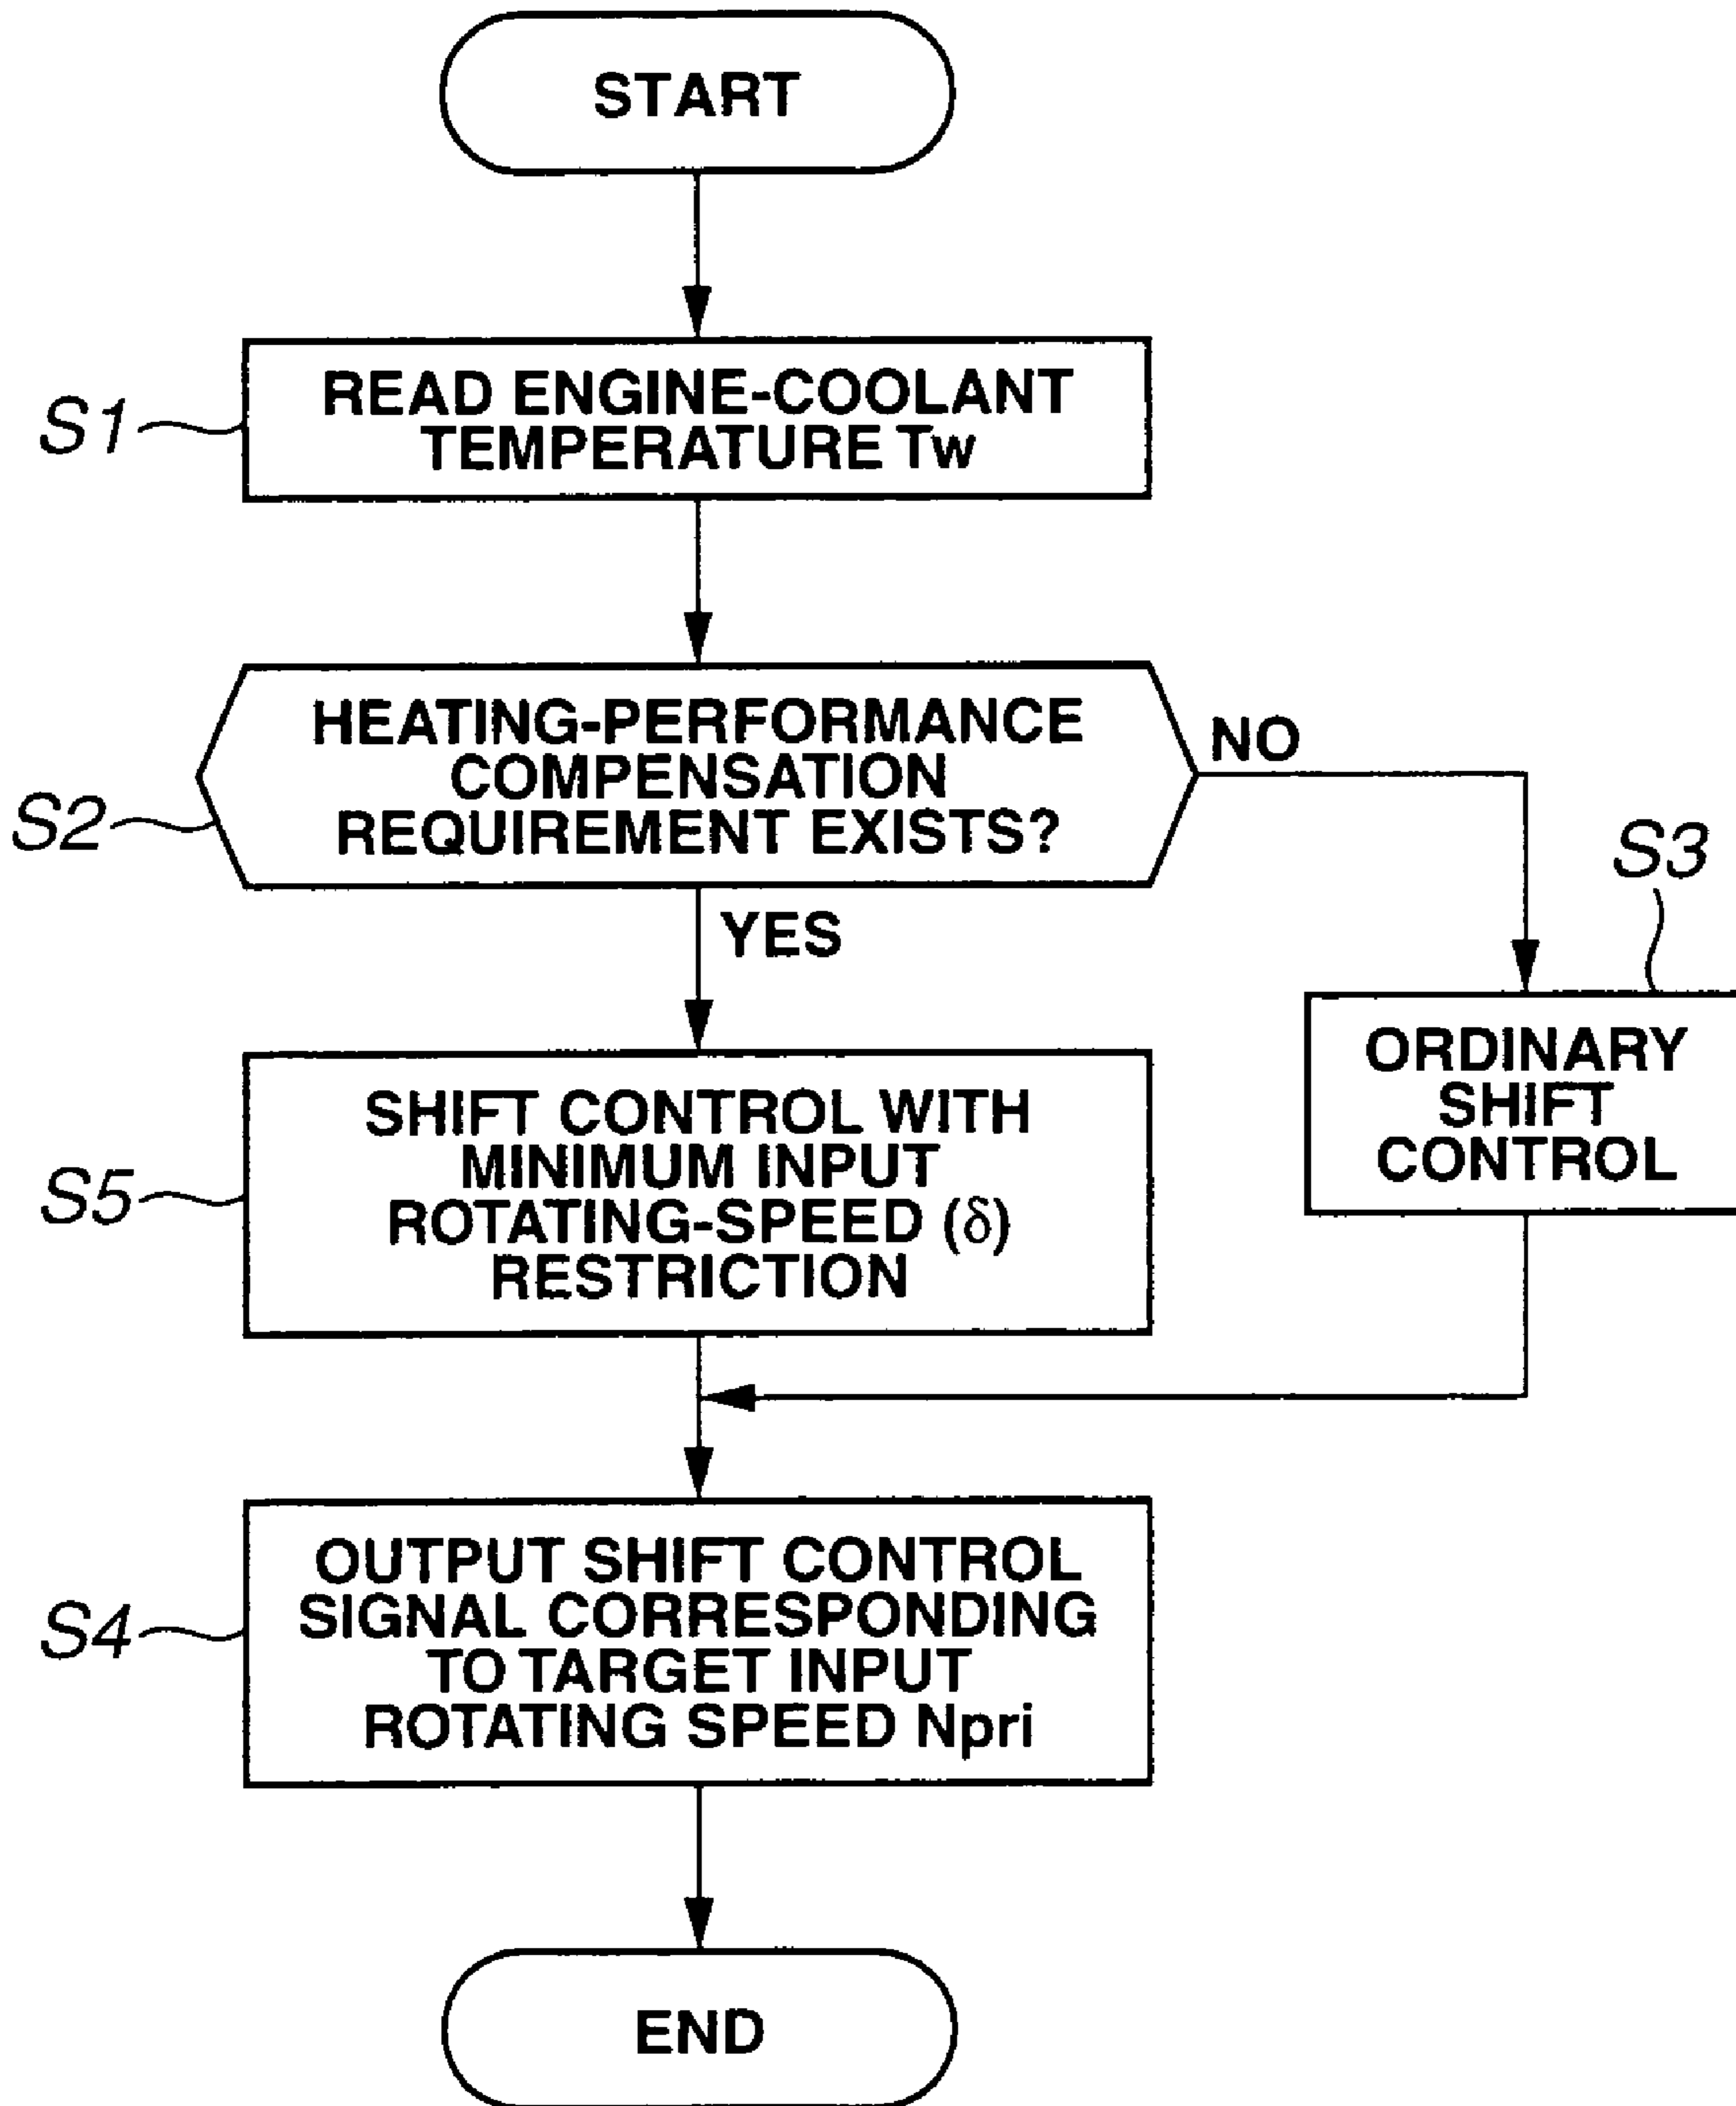 START
S1
READ ENGINE-COOLANT
TEMPERATURE Tw
S2
HEATING-PERFORMANCE
COMPENSATION
REQUIREMENT EXISTS?
NO
YES
S3
ORDINARY
SHIFT
CONTROL
S5
SHIFT CONTROL WITH
MINIMUM INPUT
ROTATING-SPEED (δ)
RESTRICTION
S4
OUTPUT SHIFT CONTROL
SIGNAL CORRESPONDING
TO TARGET INPUT
ROTATING SPEED Npri
END